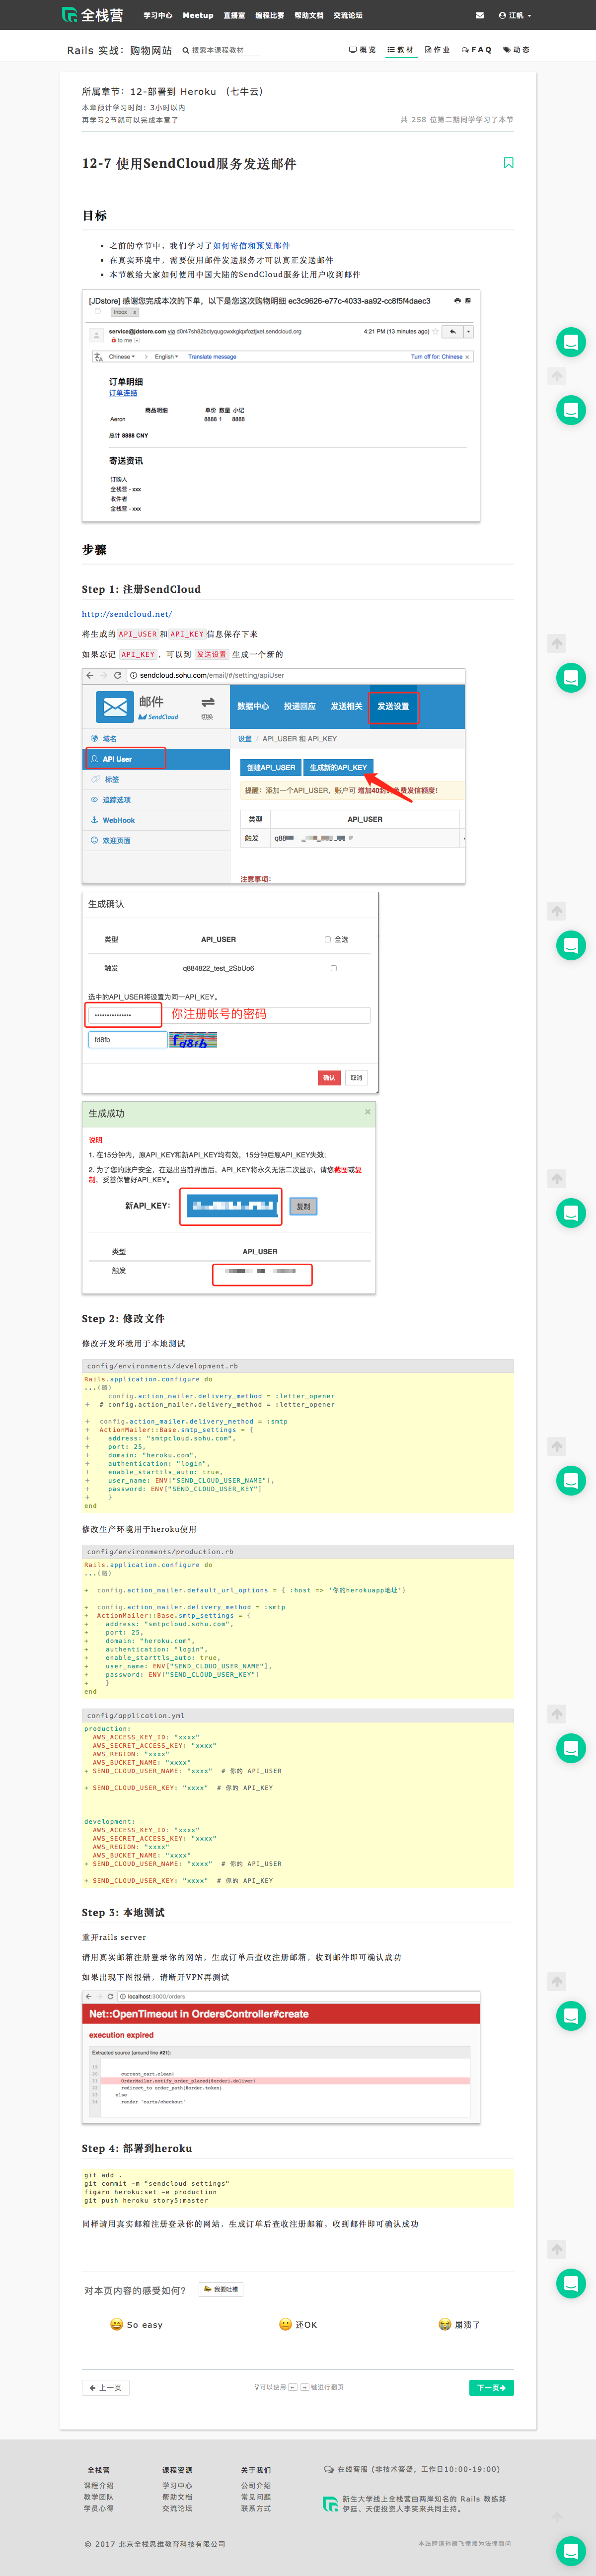 全栈营
学习中心 Meetup 直播室 编程比赛 帮助文档 交流论坛
江帆
Rails 实战：购物网站 搜索本课程教材
概览 教材 作业 FAQ 动态
所属章节：12-部署到 Heroku （七牛云）
本章预计学习时间：3小时以内
再学习2节就可以完成本章了
共 258 位第二期同学学习了本节
12-7 使用SendCloud服务发送邮件
目标
之前的章节中，我们学习了如何寄信和预览邮件
在真实环境中，需要使用邮件发送服务才可以真正发送邮件
本节教给大家如何使用中国大陆的SendCloud服务让用户收到邮件
[JDstore] 感谢您完成本次的下单，以下是您这次购物明细 ec3c9626-e77c-4033-aa92-cc8f5f4daec3
Inbox x
service@jdstore.com via
4:21 PM (13 minutes ago)
to me
Chinese > English Translate message
Turn off for: Chinese x
订单明细
订单连结
商品明细 单价 数量 小记
Aeron 8888 1 8888
总计 8888 CNY
寄送资讯
订购人
全栈营 - xxx
收件者
全栈营 - xxx
步骤
Step 1: 注册SendCloud
http://sendcloud.net/
将生成的 API_USER 和 API_KEY 信息保存下来
如果忘记 API_KEY，可以到 发送设置 生成一个新的
sendcloud.sohu.com/email/#/setting/apiUser
邮件
SendCloud
切换
数据中心 投递回应 发送相关 发送设置
域名
API User
标签
追踪选项
WebHook
欢迎页面
设置 / API_USER 和 API_KEY
创建API_USER 生成新的API_KEY
提醒：添加一个API_USER，账户可 增加40封
免费发信额度！
类型 API_USER
触发
注意事项：
生成确认
类型 API_USER 全选
触发 q884822_test_2SbUo6
选中的API_USER将设置为同一API_KEY。
你注册帐号的密码
fd8fb
fd8fb
确认 取消
生成成功 ×
说明
1. 在15分钟内，原API_KEY和新API_KEY均有效，15分钟后原API_KEY失效；
2. 为了您的账户安全，在退出当前界面后，API_KEY将永久无法二次显示，请您截图或复
制，妥善保管好API_KEY。
新API_KEY： 复制
类型 API_USER
触发
Step 2: 修改文件
修改开发环境用于本地测试
config/environments/development.rb
Rails.application.configure do
...(略)
- config.action_mailer.delivery_method = :letter_opener
+ # config.action_mailer.delivery_method = :letter_opener
+ config.action_mailer.delivery_method = :smtp
+ ActionMailer::Base.smtp_settings = {
+ address: "smtpcloud.sohu.com",
+ port: 25,
+ domain: "heroku.com",
+ authentication: "login",
+ enable_starttls_auto: true,
+ user_name: ENV["SEND_CLOUD_USER_NAME"],
+ password: ENV["SEND_CLOUD_USER_KEY"]
+ }
end
修改生产环境用于heroku使用
config/environments/production.rb
Rails.application.configure do
...(略)
+ config.action_mailer.default_url_options = { :host => '你的herokuapp地址'}
+ config.action_mailer.delivery_method = :smtp
+ ActionMailer::Base.smtp_settings = {
+ address: "smtpcloud.sohu.com",
+ port: 25,
+ domain: "heroku.com",
+ authentication: "login",
+ enable_starttls_auto: true,
+ user_name: ENV["SEND_CLOUD_USER_NAME"],
+ password: ENV["SEND_CLOUD_USER_KEY"]
+ }
end
config/application.yml
production:
AWS_ACCESS_KEY_ID: "xxxx"
AWS_SECRET_ACCESS_KEY: "xxxx"
AWS_REGION: "xxxx"
AWS_BUCKET_NAME: "xxxx"
+ SEND_CLOUD_USER_NAME: "xxxx" # 你的 API_USER
+ SEND_CLOUD_USER_KEY: "xxxx" # 你的 API_KEY
development:
AWS_ACCESS_KEY_ID: "xxxx"
AWS_SECRET_ACCESS_KEY: "xxxx"
AWS_REGION: "xxxx"
AWS_BUCKET_NAME: "xxxx"
+ SEND_CLOUD_USER_NAME: "xxxx" # 你的 API_USER
+ SEND_CLOUD_USER_KEY: "xxxx" # 你的 API_KEY
Step 3: 本地测试
重开rails server
请用真实邮箱注册登录你的网站，生成订单后查收注册邮箱，收到邮件即可确认成功
如果出现下图报错，请断开VPN再测试
localhost:3000/orders
Net::OpenTimeout in OrdersController#create
execution expired
Extracted source (around line #21):
19
20 current_cart.clean!
21 OrderMailer.notify_order_placed(@order).deliver!
22 redirect_to order_path(@order.token)
23 else
24 render 'carts/checkout'
Step 4: 部署到heroku
git add .
git commit -m "sendcloud settings"
figaro heroku:set -e production
git push heroku story5:master
同样请用真实邮箱注册登录你的网站，生成订单后查收注册邮箱，收到邮件即可确认成功
对本页内容的感受如何? 我要吐槽
So easy 还OK 崩溃了
上一页 可以使用 ← → 键进行翻页 下一页
全栈营 课程资源 关于我们
课程介绍 学习中心 公司介绍
教学团队 帮助文档 常见问题
学员心得 交流论坛 联系方式
在线客服 (非技术答疑，工作日10:00-19:00)
新生大学线上全栈营由两岸知名的 Rails 教练郑
伊廷、天使投资人李笑来共同主持。
© 2017 北京全栈思维教育科技有限公司